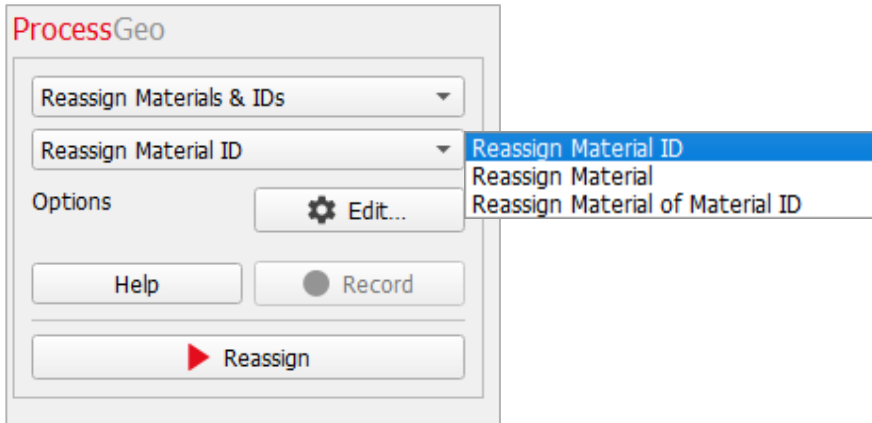 ProcessGeo
Reassign Materials & IDs
Reassign Material ID
Reassign Material ID
Reassign Material
Reassign Material of Material ID
Options
Edit...
Help
Record
Reassign